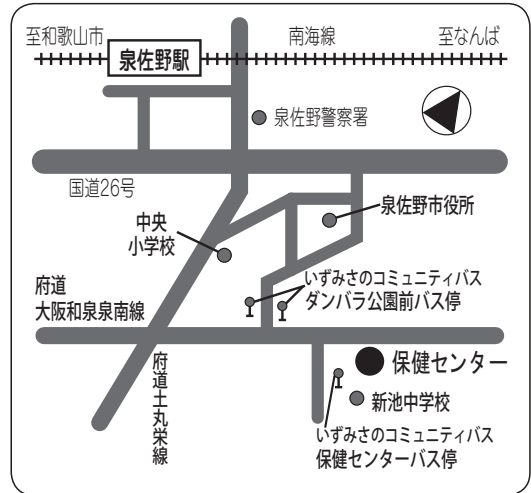 至和歌山市
南海線
至なんば
泉佐野駅
泉佐野警察署
国道26号
泉佐野市役所
中央
小学校
いずみさのコミュニティバス
ダンバラ公園前バス停
府道
大阪和泉泉南線
保健センター
新池中学校
府道土丸栄線
いずみさのコミュニティバス
保健センターバス停